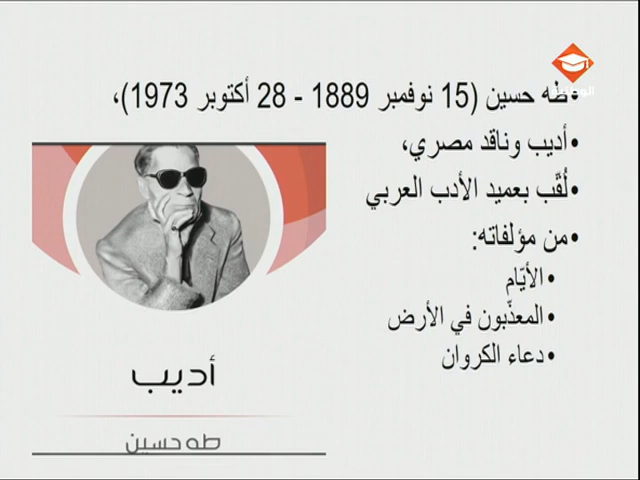 •طه حسين (15 نوفمبر 1889 - 28 أكتوبر 1973)،
•أديب وناقد مصري،
•لُقّب بعميد الأدب العربي
•من مؤلفاته:
•الأيّام
•المعذّبون في الأرض
•دعاء الكروان
أديب
طه حسين